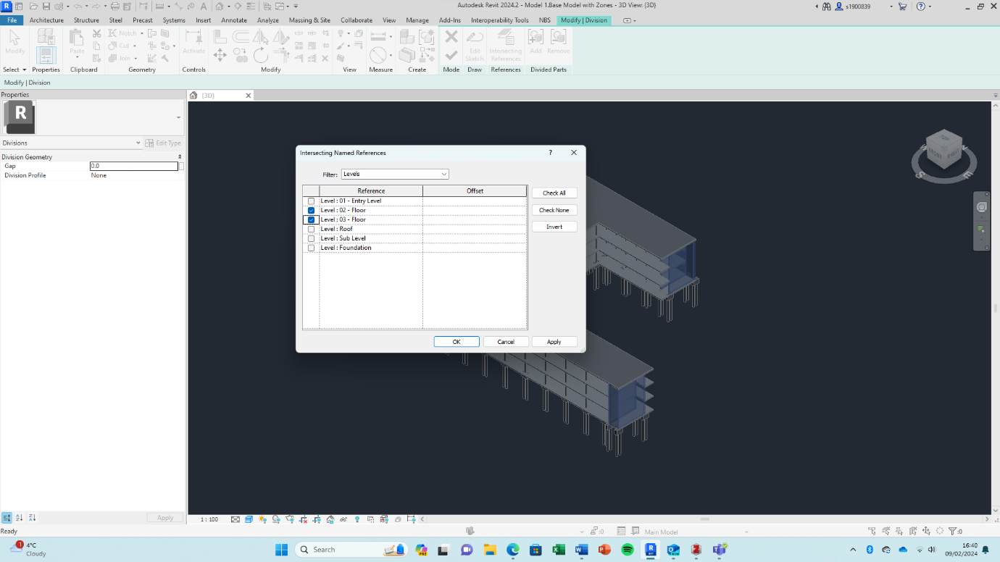 Autodesk Revit 2024.2 - Model 1.Base Model with Zones - 3D View: {3D}
s1900839
File Architecture Structure Steel Precast Systems Insert Annotate Analyze Massing & Site Collaborate View Manage Add-Ins Interoperability Tools NBS Modify | Division
Modify Paste Notch Cut Join Activate Edit Sketch Intersecting References Add Remove
Select Properties Clipboard Geometry Controls Modify View Measure Create Mode Draw References Divided Parts
Modify | Division
Properties
{3D}
R
Divisions
Edit Type
Division Geometry
Gap 0.0
Division Profile None
Intersecting Named References ?
Filter: Levels
Reference Offset
Level : 01 - Entry Level
Level : 02 - Floor
Level : 03 - Floor
Level : Roof
Level : Sub Level
Level : Foundation
Check All
Check None
Invert
OK Cancel Apply
TOP
FRONT RIGHT
S E
Apply
1 : 100
Ready
:0
Main Model
:0
1
4°C
Cloudy
Search
16:40
09/02/2024